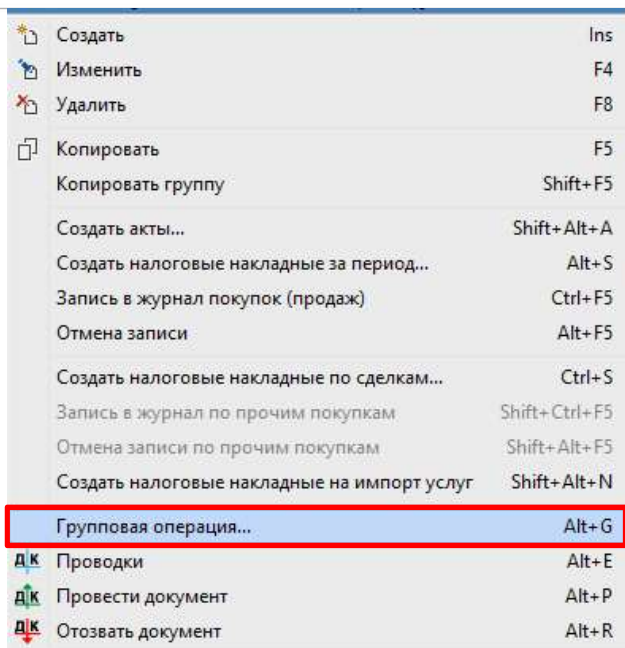 Создать Ins
Изменить F4
Удалить F8
Копировать F5
Копировать группу Shift+F5
Создать акты... Shift+Alt+A
Создать налоговые накладные за период... Alt+S
Запись в журнал покупок (продаж) Ctrl+F5
Отмена записи Alt+F5
Создать налоговые накладные по сделкам... Ctrl+S
Запись в журнал по прочим покупкам Shift+Ctrl+F5
Отмена записи по прочим покупкам Shift+Alt+F5
Создать налоговые накладные на импорт услуг Shift+Alt+N
Групповая операция... Alt+G
ДК Проводки Alt+E
ДК Провести документ Alt+P
ДК Отозвать документ Alt+R